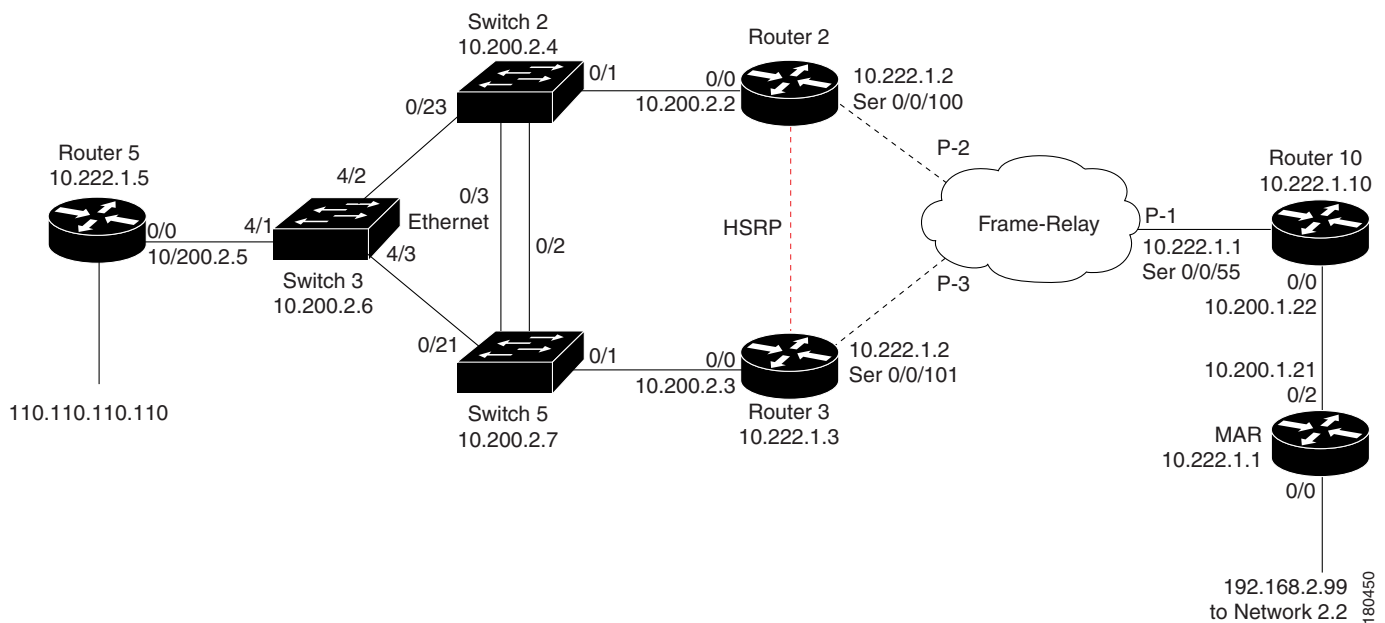 Switch 2
10.200.2.4
0/1
0/23
Router 2
0/0
10.200.2.2
10.222.1.2
Ser 0/0/100
P-2
Router 5
10.222.1.5
0/0
10/200.2.5
4/1
4/2
4/3
Switch 3
10.200.2.6
0/3
Ethernet
0/2
HSRP
Frame-Relay
P-1
10.222.1.1
Ser 0/0/55
Router 10
10.222.1.10
0/0
10.200.1.22
P-3
0/21
0/1
Switch 5
10.200.2.7
0/0
10.200.2.3
10.222.1.2
Ser 0/0/101
Router 3
10.222.1.3
10.200.1.21
0/2
MAR
10.222.1.1
0/0
110.110.110.110
192.168.2.99
to Network 2.2
180450